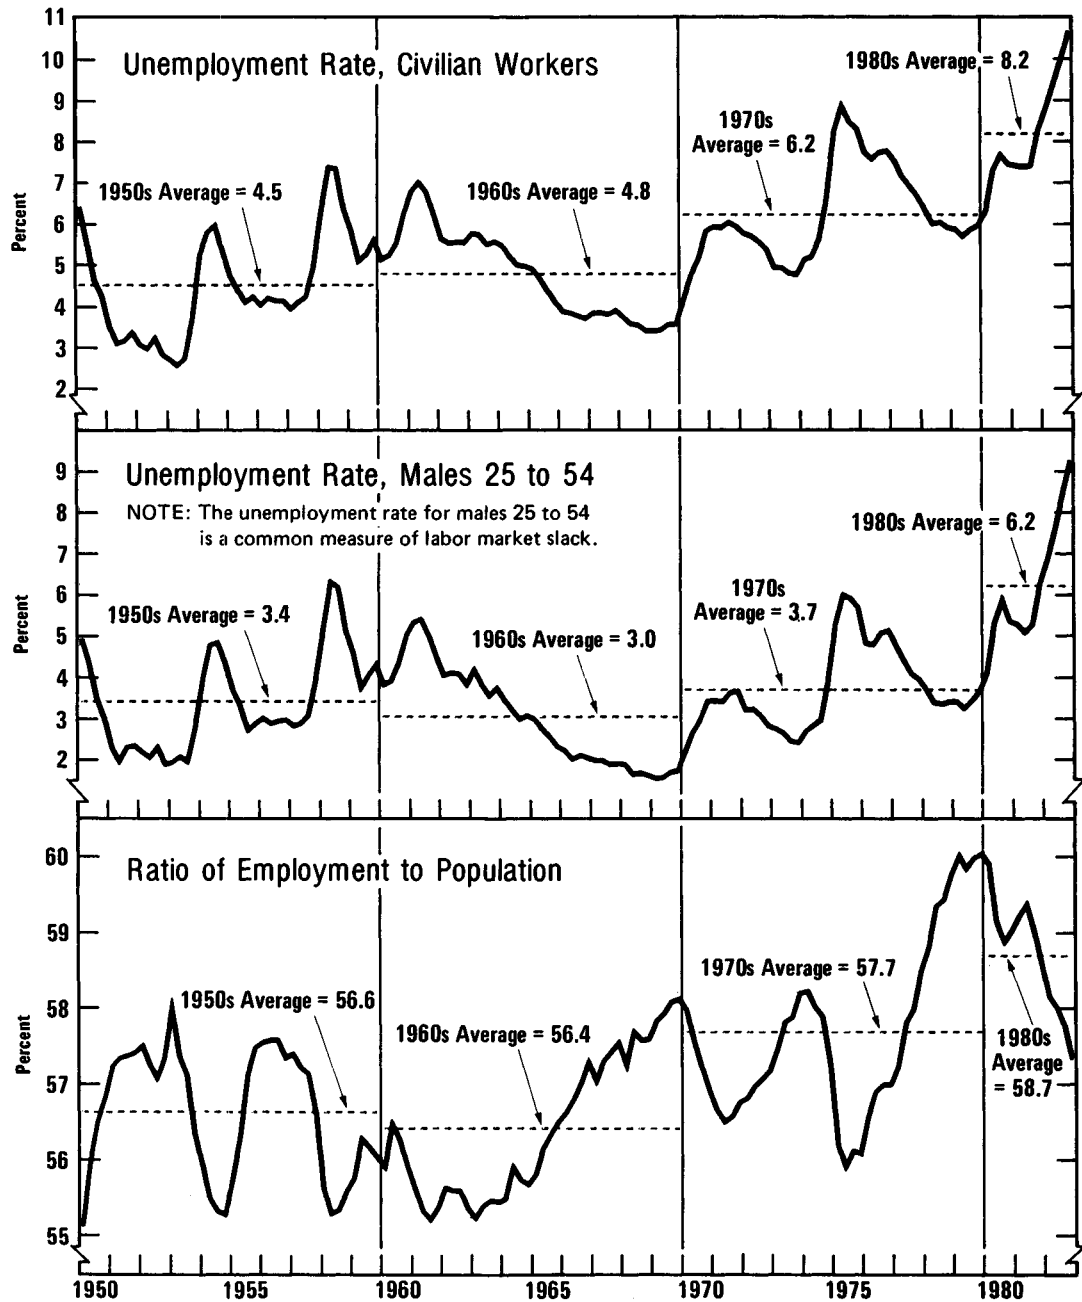 11
10
9
8
7
6
5
4
3
2
Percent
Unemployment Rate, Civilian Workers
1950s Average = 4.5
1960s Average = 4.8
1970s
Average = 6.2
1980s Average = 8.2
9
8
7
6
5
4
3
2
Percent
Unemployment Rate, Males 25 to 54
NOTE: The unemployment rate for males 25 to 54
is a common measure of labor market slack.
1950s Average = 3.4
1960s Average = 3.0
1970s
Average = 3.7
1980s Average = 6.2
60
59
58
57
56
55
Percent
Ratio of Employment to Population
1950s Average = 56.6
1960s Average = 56.4
1970s Average = 57.7
1980s
Average
= 58.7
1950 1955 1960 1965 1970 1975 1980